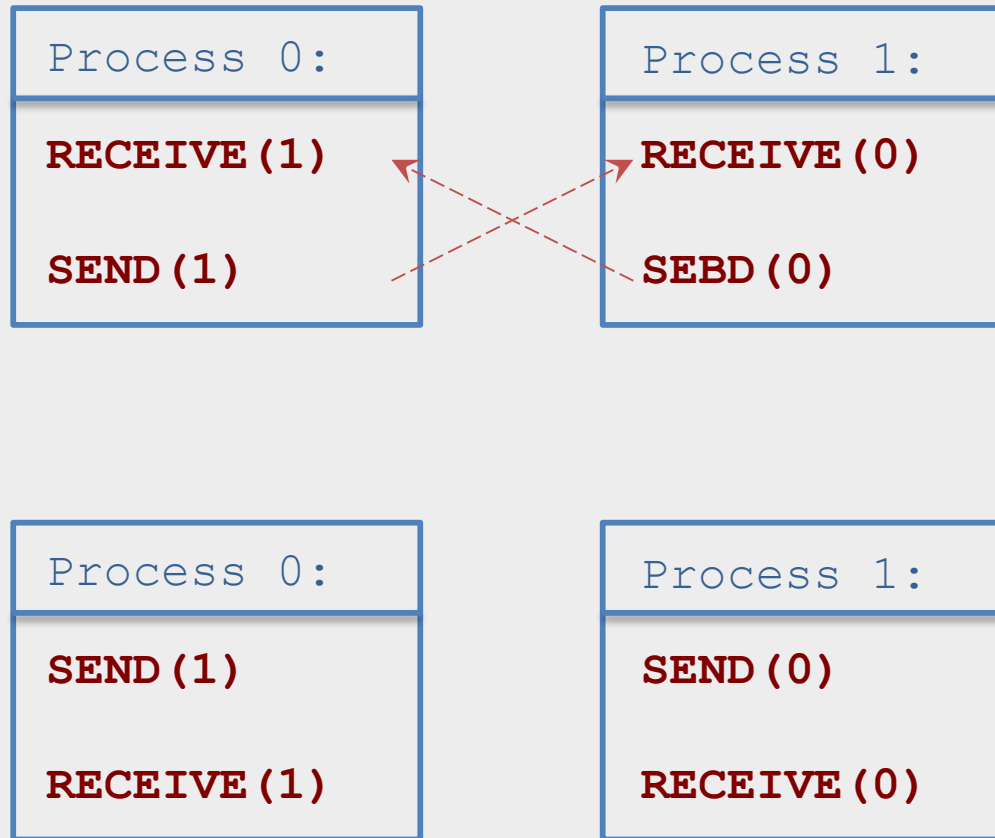 Process 0:
RECEIVE(1)
SEND(1)
Process 1:
RECEIVE(0)
SEBD(0)
Process 0:
SEND(1)
RECEIVE(1)
Process 1:
SEND(0)
RECEIVE(0)